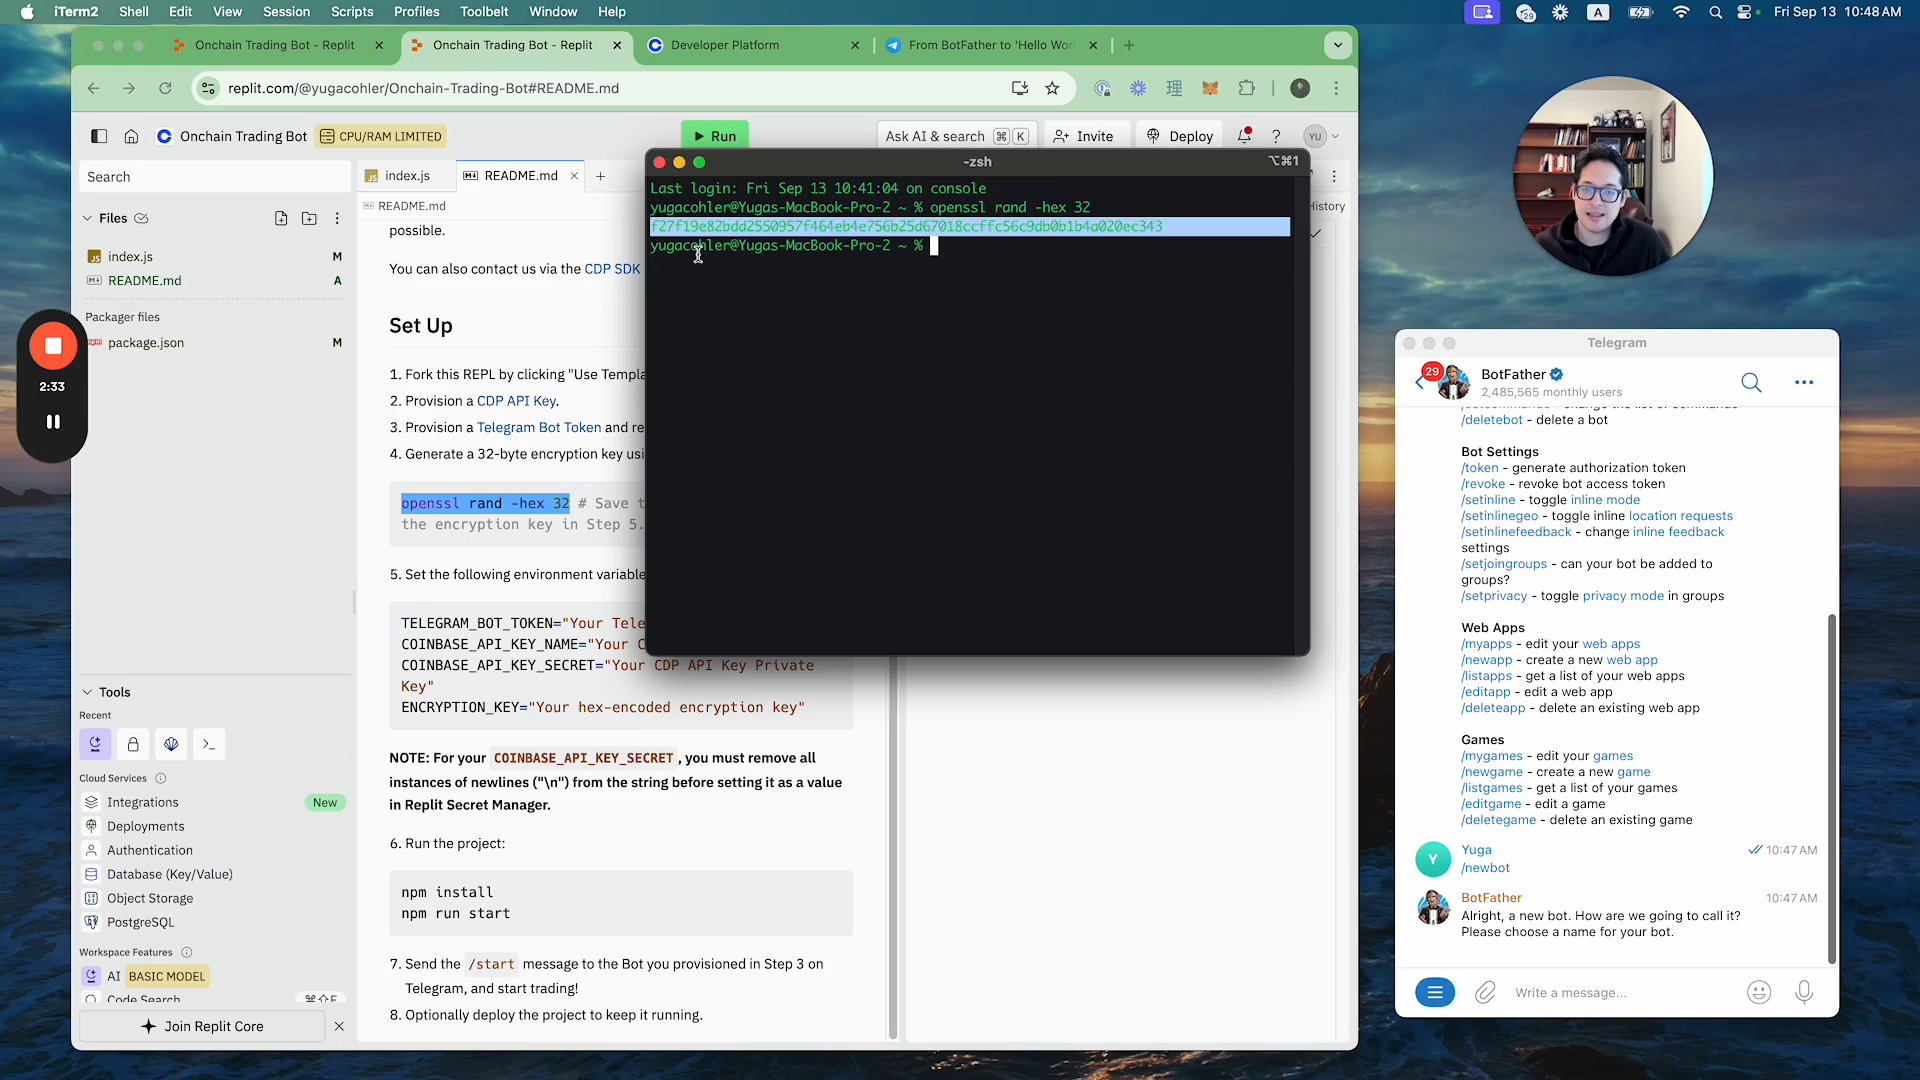 iTerm2 Shell Edit View Session Scripts Profiles Toolbelt Window Help
29 A Fri Sep 13 10:48 AM
Onchain Trading Bot - Replit
Onchain Trading Bot - Replit
Developer Platform
From BotFather to 'Hello Wor
replit.com/@yugacohler/Onchain-Trading-Bot#README.md
Onchain Trading Bot CPU/RAM LIMITED
Run
Ask AI & search ⌘ K
Invite
Deploy
YU
Search
Files
index.js M
README.md A
Packager files
package.json M
2:33
Tools
Recent
Cloud Services
Integrations New
Deployments
Authentication
Database (Key/Value)
Object Storage
PostgreSQL
Workspace Features
AI BASIC MODEL
Code Search ⌘⇧F
Join Replit Core
index.js
README.md
README.md
History
possible.
You can also contact us via the CDP SDK
Set Up
1. Fork this REPL by clicking "Use Templa
2. Provision a CDP API Key.
3. Provision a Telegram Bot Token and re
4. Generate a 32-byte encryption key usi
openssl rand -hex 32 # Save t
the encryption key in Step 5.
5. Set the following environment variable
TELEGRAM_BOT_TOKEN="Your Tele
COINBASE_API_KEY_NAME="Your C
COINBASE_API_KEY_SECRET="Your CDP API Key Private
Key"
ENCRYPTION_KEY="Your hex-encoded encryption key"
NOTE: For your COINBASE_API_KEY_SECRET, you must remove all
instances of newlines ("\n") from the string before setting it as a value
in Replit Secret Manager.
6. Run the project:
npm install
npm run start
7. Send the /start message to the Bot you provisioned in Step 3 on
Telegram, and start trading!
8. Optionally deploy the project to keep it running.
-zsh
⌥⌘1
Last login: Fri Sep 13 10:41:04 on console
yugacohler@Yugas-MacBook-Pro-2 ~ % openssl rand -hex 32
f27f19e82bdd2550957f464eb4e756b25d67018ccffc56c9db0b1b4a020ec343
yugacohler@Yugas-MacBook-Pro-2 ~ %
Telegram
29
BotFather
2,485,565 monthly users
/deletebot - delete a bot
Bot Settings
/token - generate authorization token
/revoke - revoke bot access token
/setinline - toggle inline mode
/setinlinegeo - toggle inline location requests
/setinlinefeedback - change inline feedback
settings
/setjoingroups - can your bot be added to
groups?
/setprivacy - toggle privacy mode in groups
Web Apps
/myapps - edit your web apps
/newapp - create a new web app
/listapps - get a list of your web apps
/editapp - edit a web app
/deleteapp - delete an existing web app
Games
/mygames - edit your games
/newgame - create a new game
/listgames - get a list of your games
/editgame - edit a game
/deletegame - delete an existing game
Y Yuga 10:47 AM
/newbot
BotFather 10:47 AM
Alright, a new bot. How are we going to call it?
Please choose a name for your bot.
Write a message...